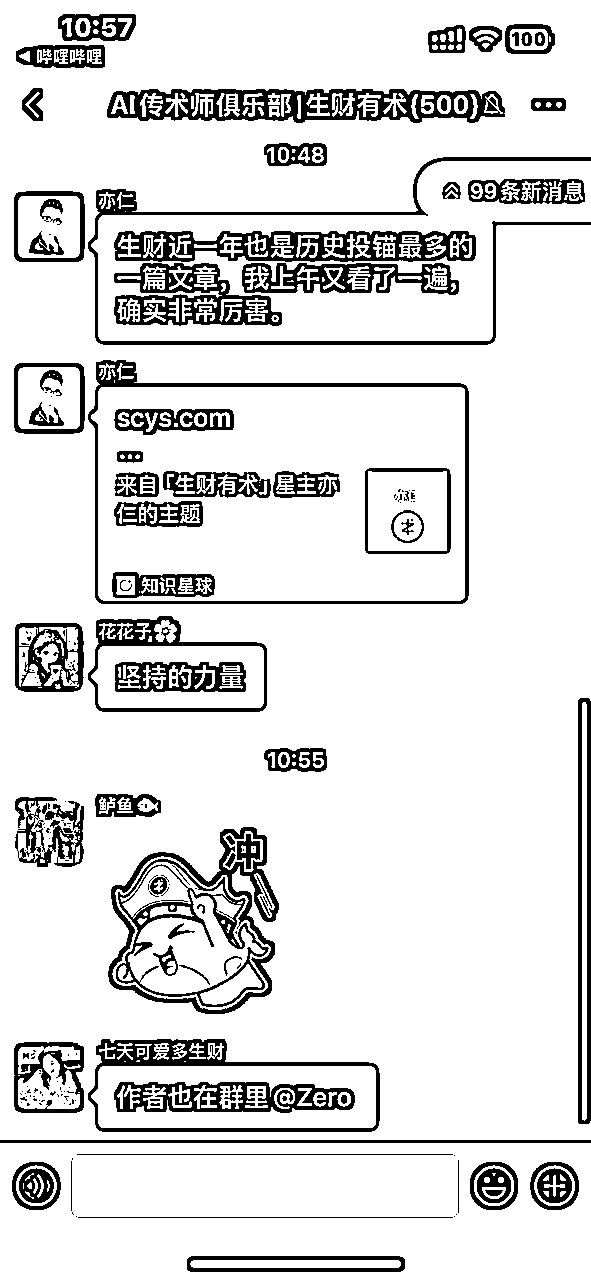 10:57
100
哔哩哔哩
AI传术师俱乐部|生财有术(500)
10:48
99条新消息
亦仁
生财近一年也是历史投锚最多的
一篇文章，我上午又看了一遍，
确实非常厉害。
亦仁
scys.com
...
来自「生财有术」星主亦
仁的主题
知识星球
花花子
坚持的力量
10:55
鲈鱼
冲
七天可爱多生财
作者也在群里@Zero